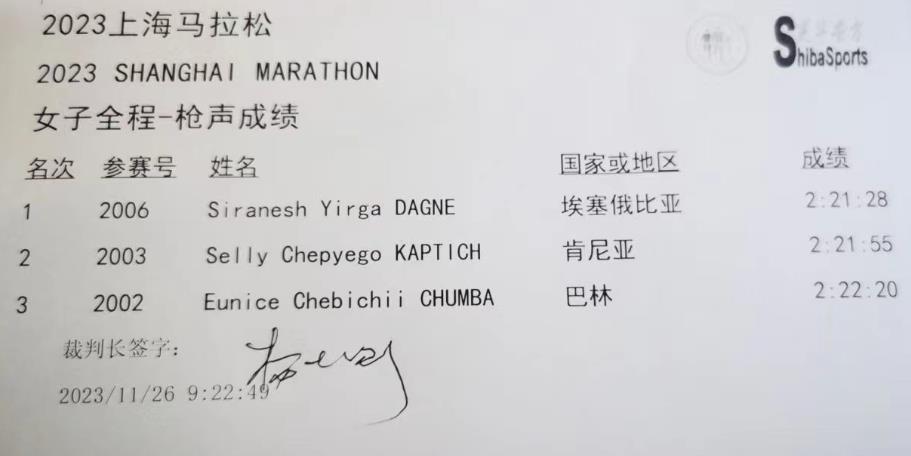 2023上海马拉松
ShibaSports
2023 SHANGHAI MARATHON
女子全程-枪声成绩
名次 参赛号 姓名 国家或地区 成绩
1 2006 Siranesh Yirga DAGNE 埃塞俄比亚 2:21:28
2 2003 Selly Chepyego KAPTICH 肯尼亚 2:21:55
3 2002 Eunice Chebichii CHUMBA 巴林 2:22:20
裁判长签字:
2023/11/26 9:22:49